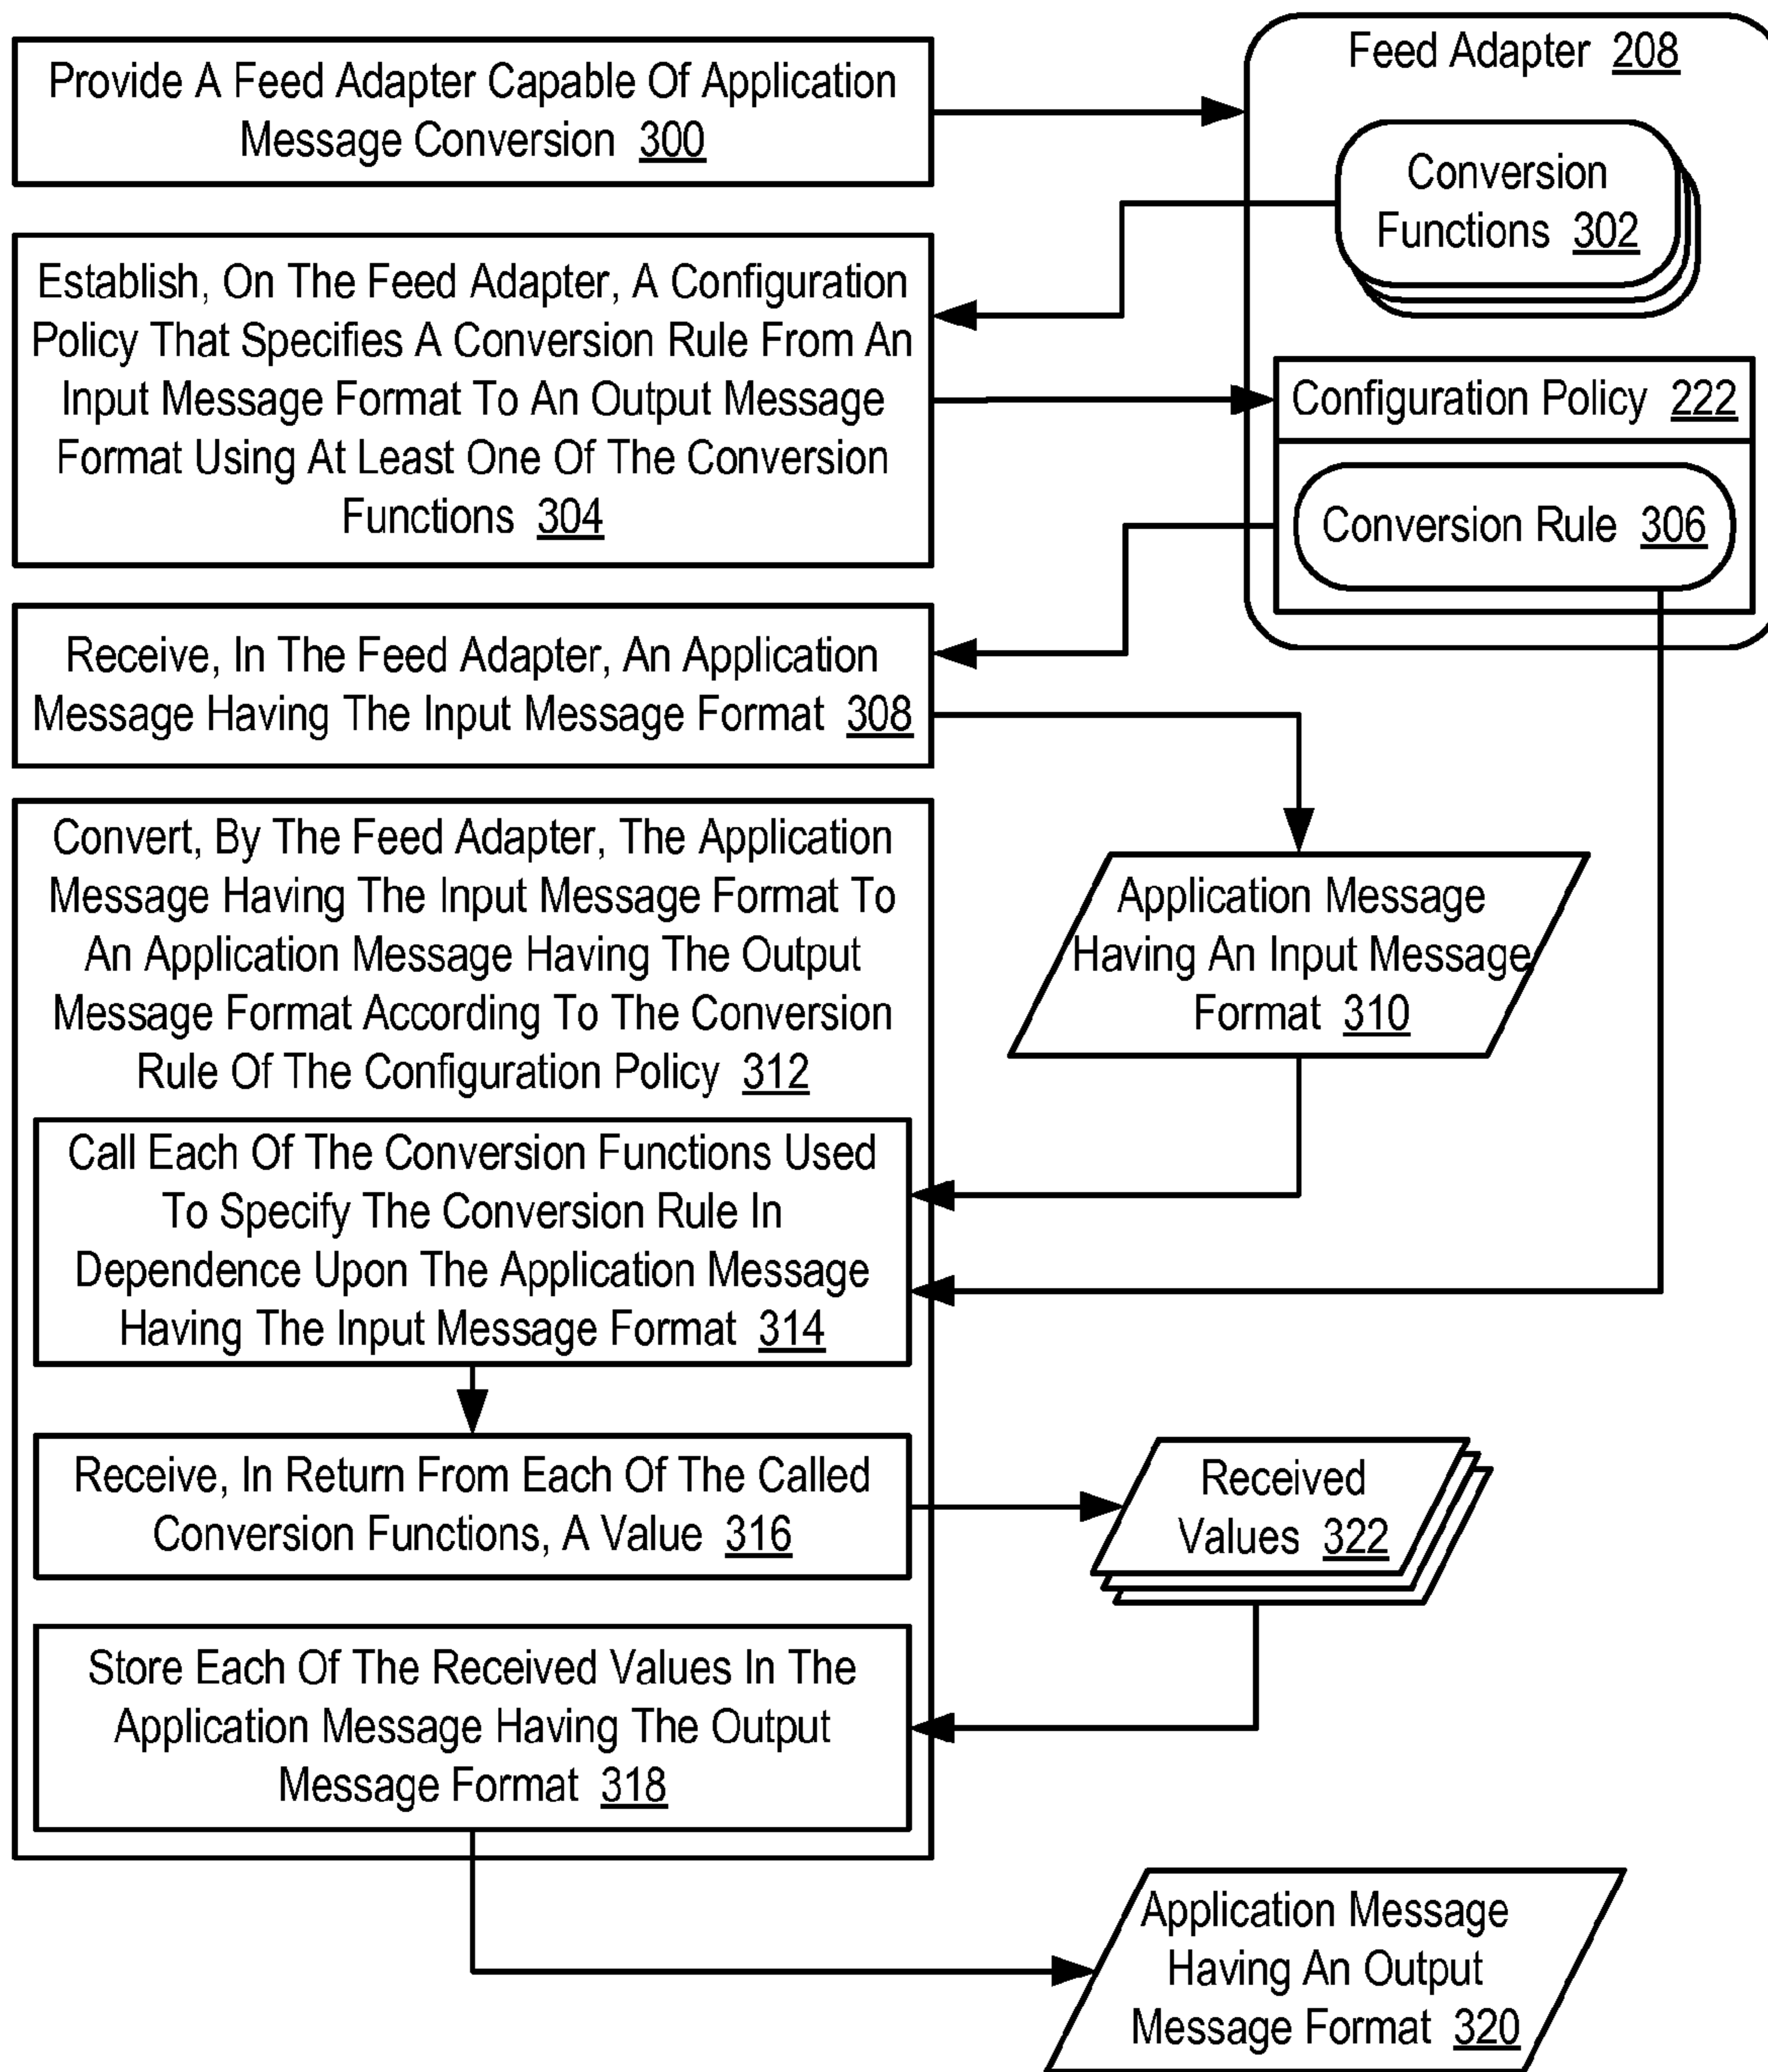 Provide A Feed Adapter Capable Of Application
Message Conversion 300
Feed Adapter 208
Conversion
Functions 302
Establish, On The Feed Adapter, A Configuration
Policy That Specifies A Conversion Rule From An
Input Message Format To An Output Message
Format Using At Least One Of The Conversion
Functions 304
Configuration Policy 222
Conversion Rule 306
Receive, In The Feed Adapter, An Application
Message Having The Input Message Format 308
Convert, By The Feed Adapter, The Application
Message Having The Input Message Format To
An Application Message Having The Output
Message Format According To The Conversion
Rule Of The Configuration Policy 312
Application Message
Having An Input Message
Format 310
Call Each Of The Conversion Functions Used
To Specify The Conversion Rule In
Dependence Upon The Application Message
Having The Input Message Format 314
Receive, In Return From Each Of The Called
Conversion Functions, A Value 316
Received
Values 322
Store Each Of The Received Values In The
Application Message Having The Output
Message Format 318
Application Message
Having An Output
Message Format 320